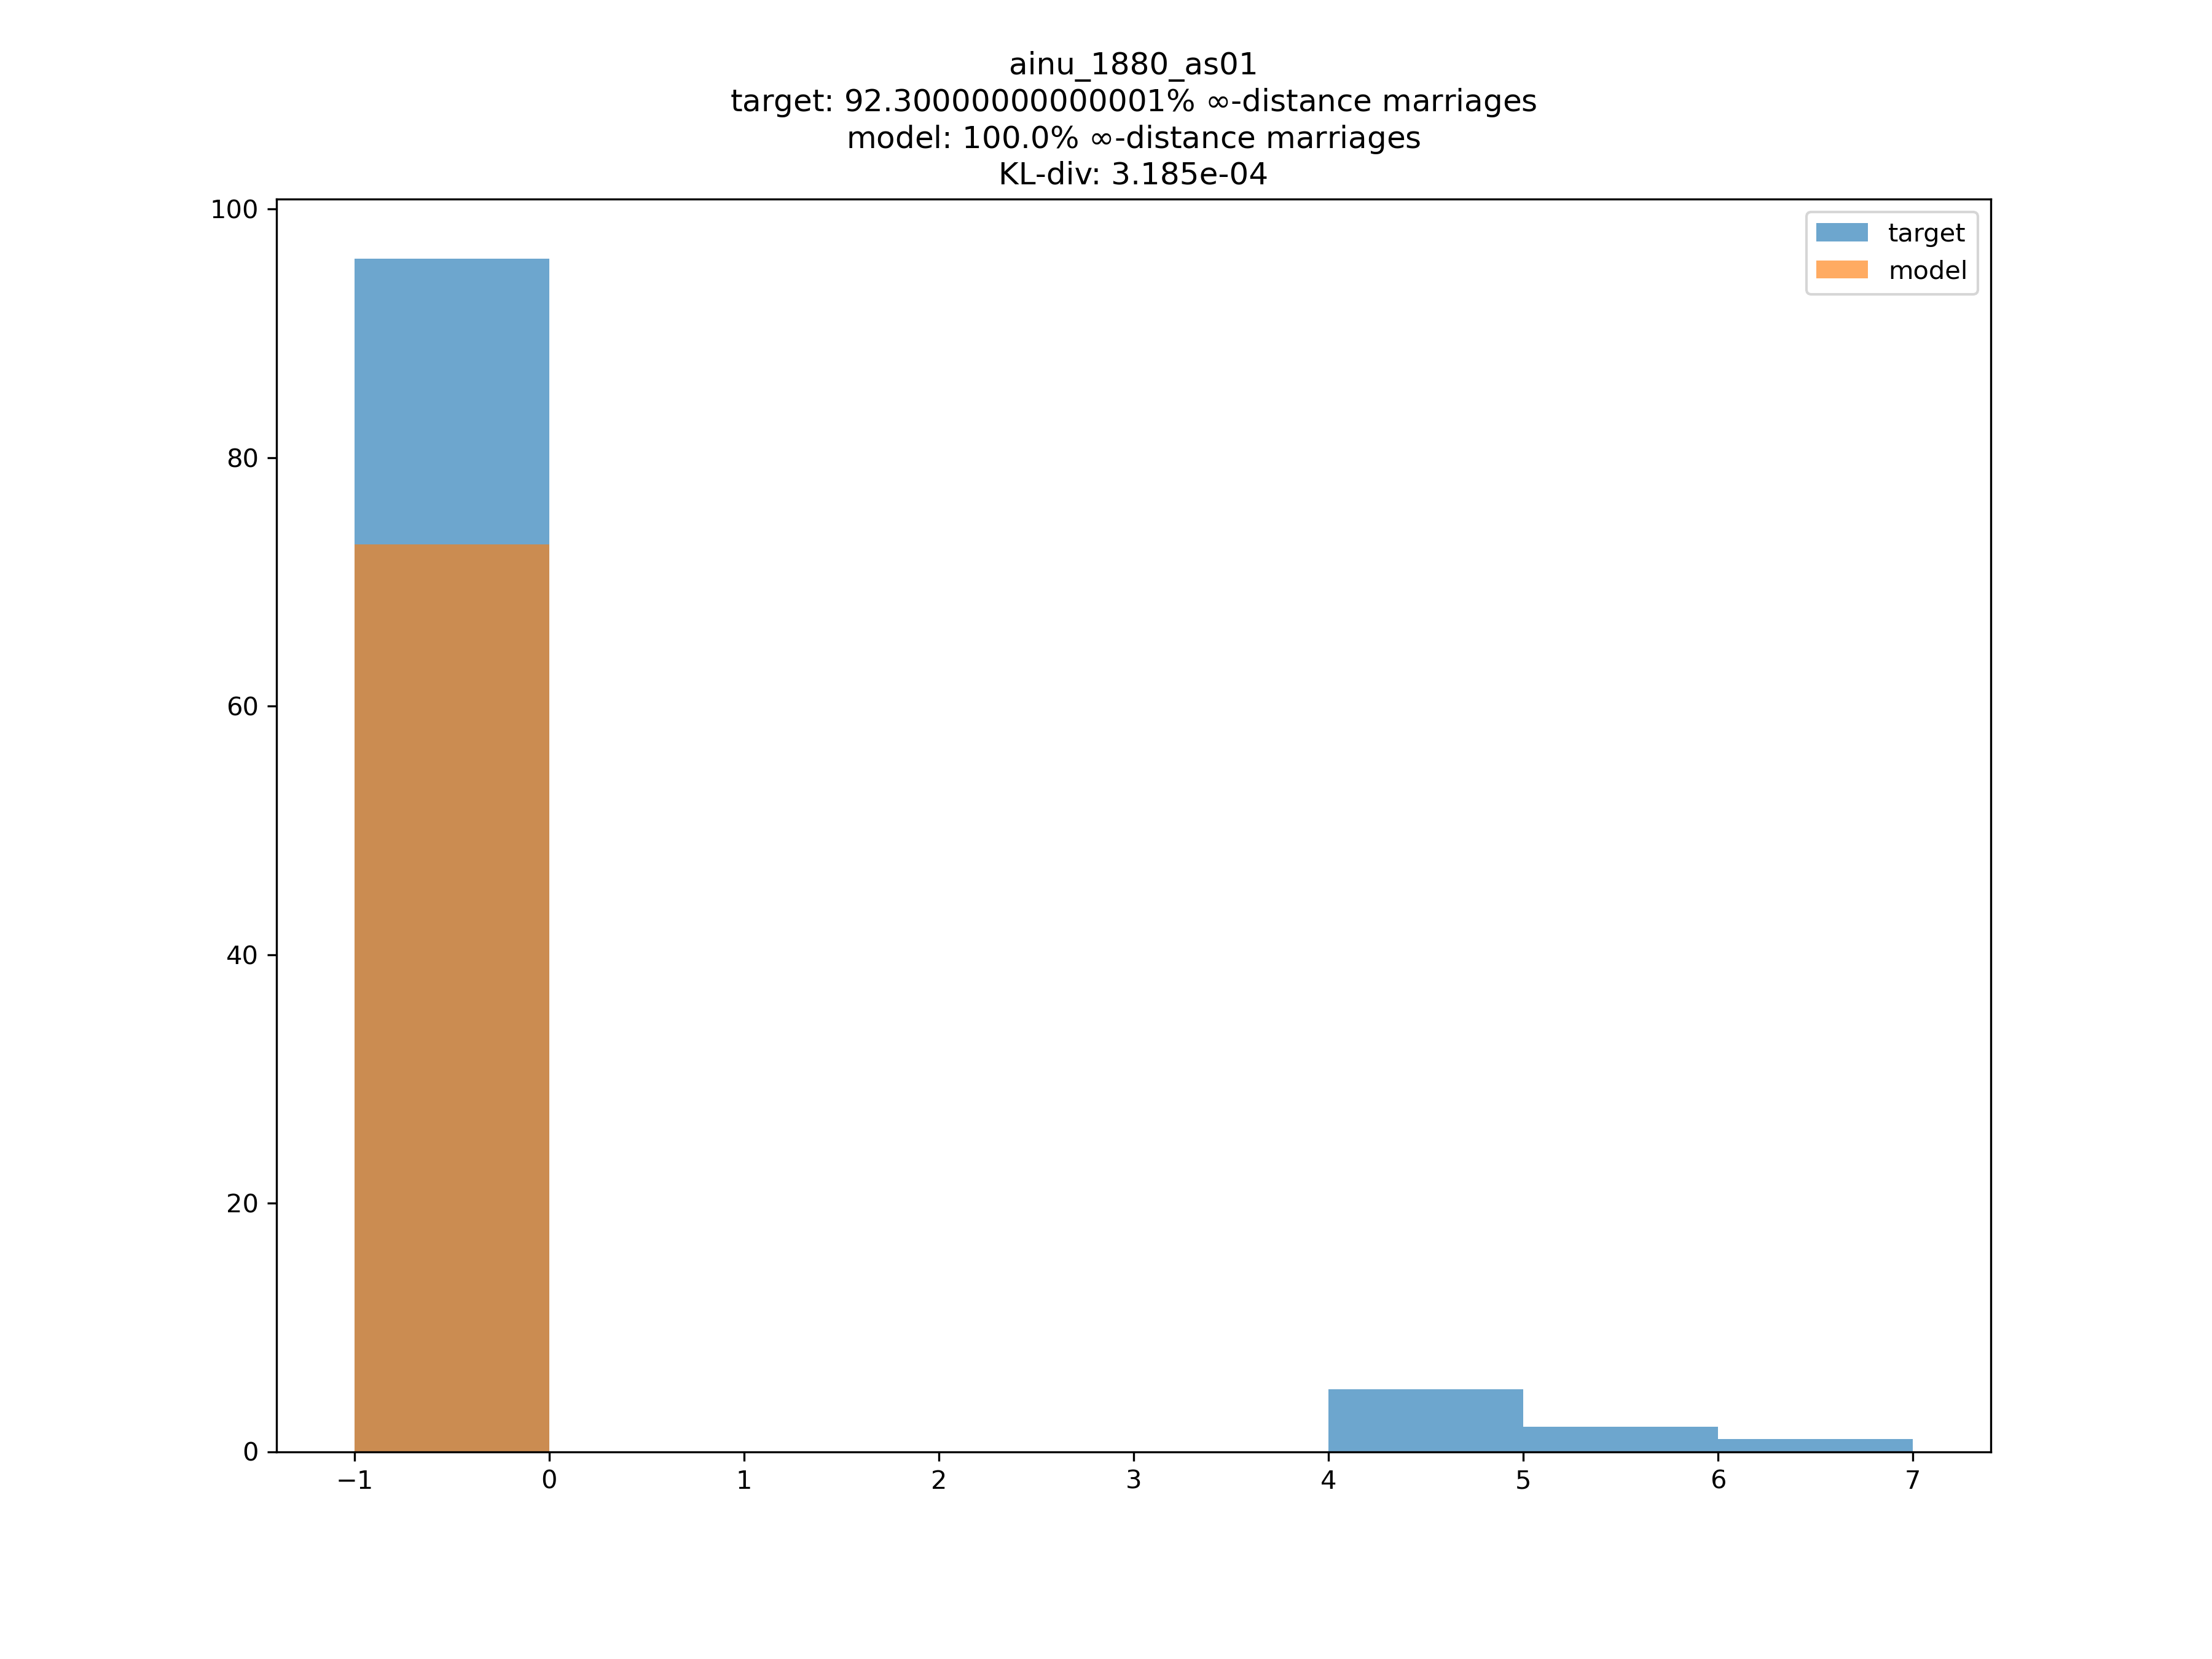 ainu_1880_as01
target: 92.30000000000001% ∞-distance marriages
model: 100.0% ∞-distance marriages
KL-div: 3.185e-04
target
model
100
80
60
40
20
0
−1 0 1 2 3 4 5 6 7